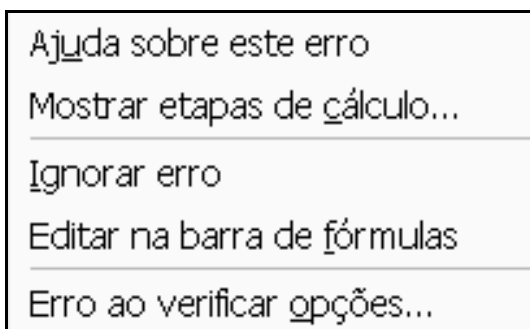 Ajuda sobre este erro
Mostrar etapas de cálculo...
Ignorar erro
Editar na barra de fórmulas
Erro ao verificar opções...